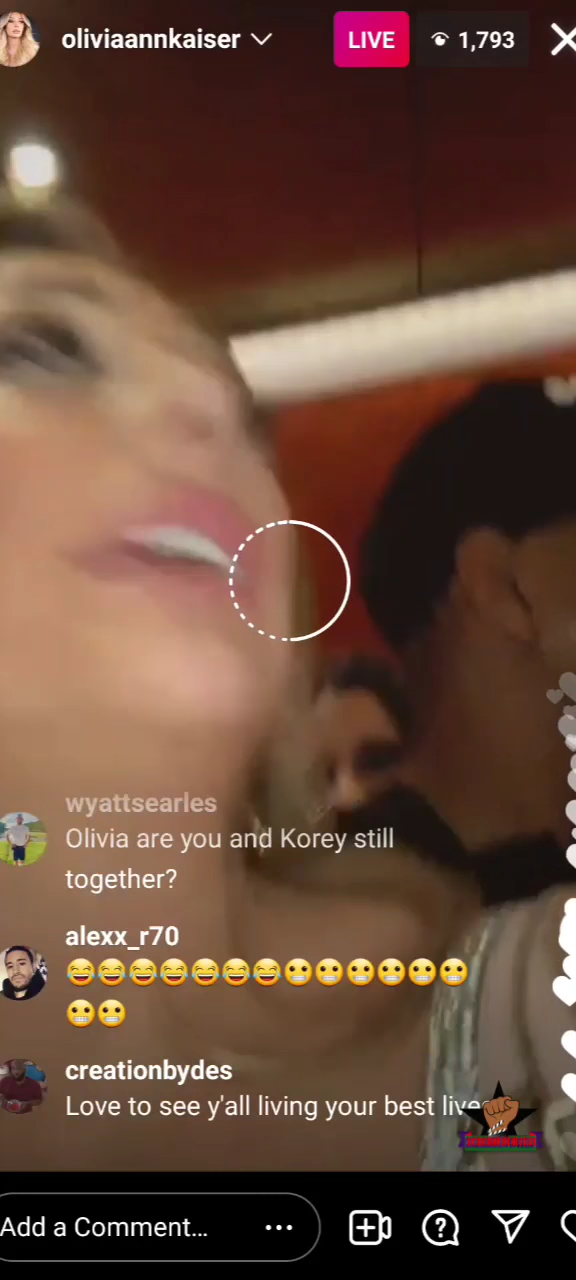 oliviaannkaiser
LIVE
1,793
wyattsearles
Olivia are you and Korey still
together?
alexx_r70
😂😂😂😂😂😂😂😬😬😬😬😬😬
😬😬
creationbydes
Love to see y'all living your best lives
Add a Comment...